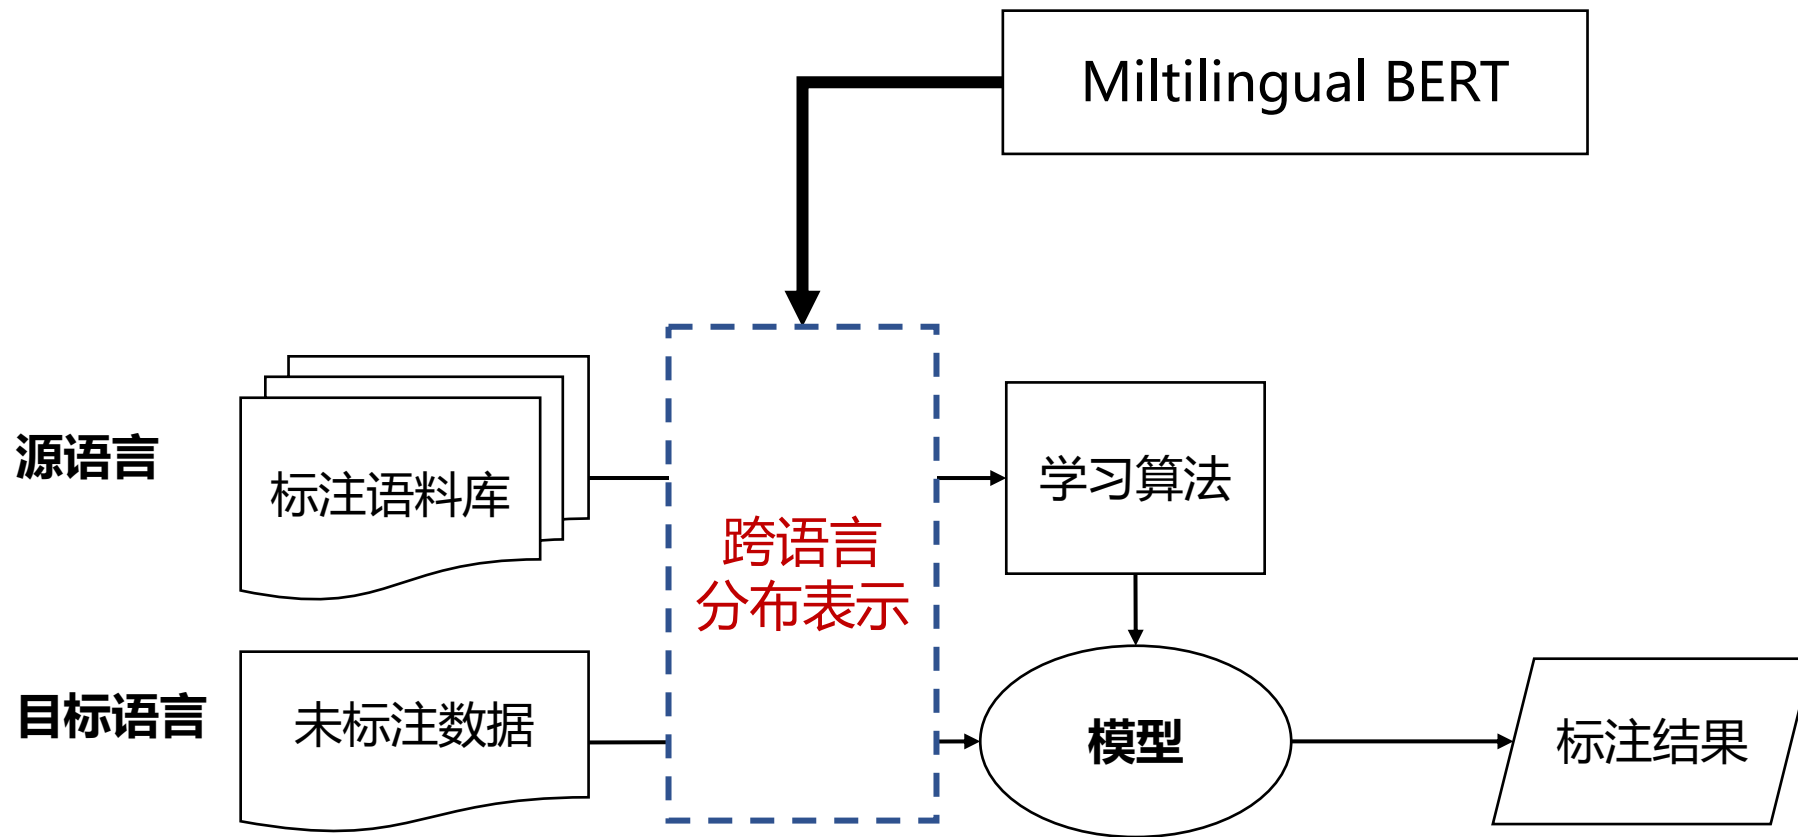 Miltilingual BERT
源语言
标注语料库
学习算法
跨语言
分布表示
目标语言
未标注数据
模型
标注结果